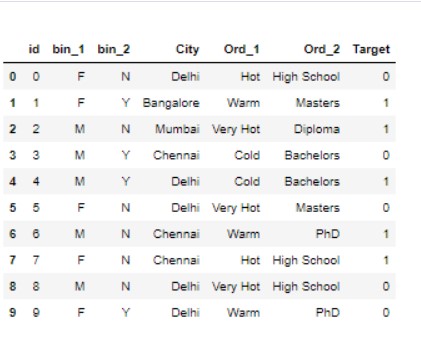 id bin_1 bin_2 City Ord_1 Ord_2 Target
0 0 F N Delhi Hot High School 0
1 1 F Y Bangalore Warm Masters 1
2 2 M N Mumbai Very Hot Diploma 1
3 3 M Y Chennai Cold Bachelors 0
4 4 M Y Delhi Cold Bachelors 1
5 5 F N Delhi Very Hot Masters 0
6 6 M N Chennai Warm PhD 1
7 7 F N Chennai Hot High School 1
8 8 M N Delhi Very Hot High School 0
9 9 F Y Delhi Warm PhD 0